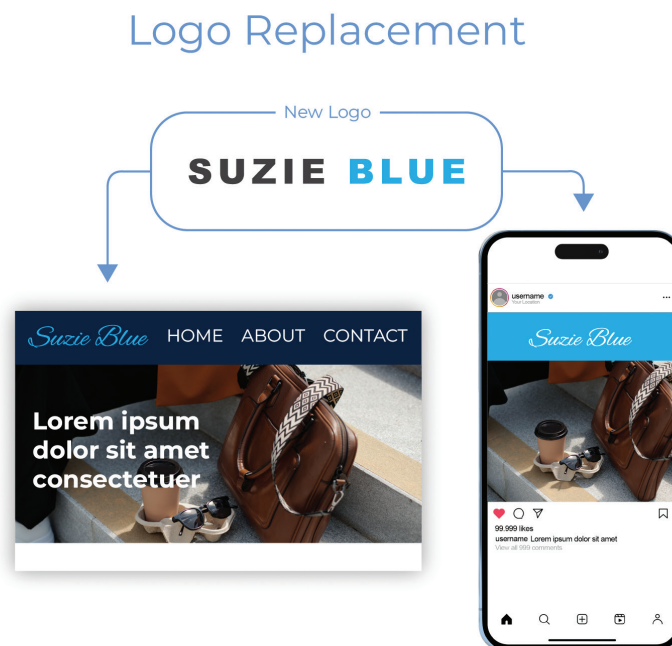 Logo Replacement
New Logo
SUZIE BLUE
Suzie Blue HOME ABOUT CONTACT
Lorem ipsum
dolor sit amet
consectetuer
username
Your Location
Suzie Blue
99.999 likes
username Lorem ipsum dolor sit amet
View all 999 comments